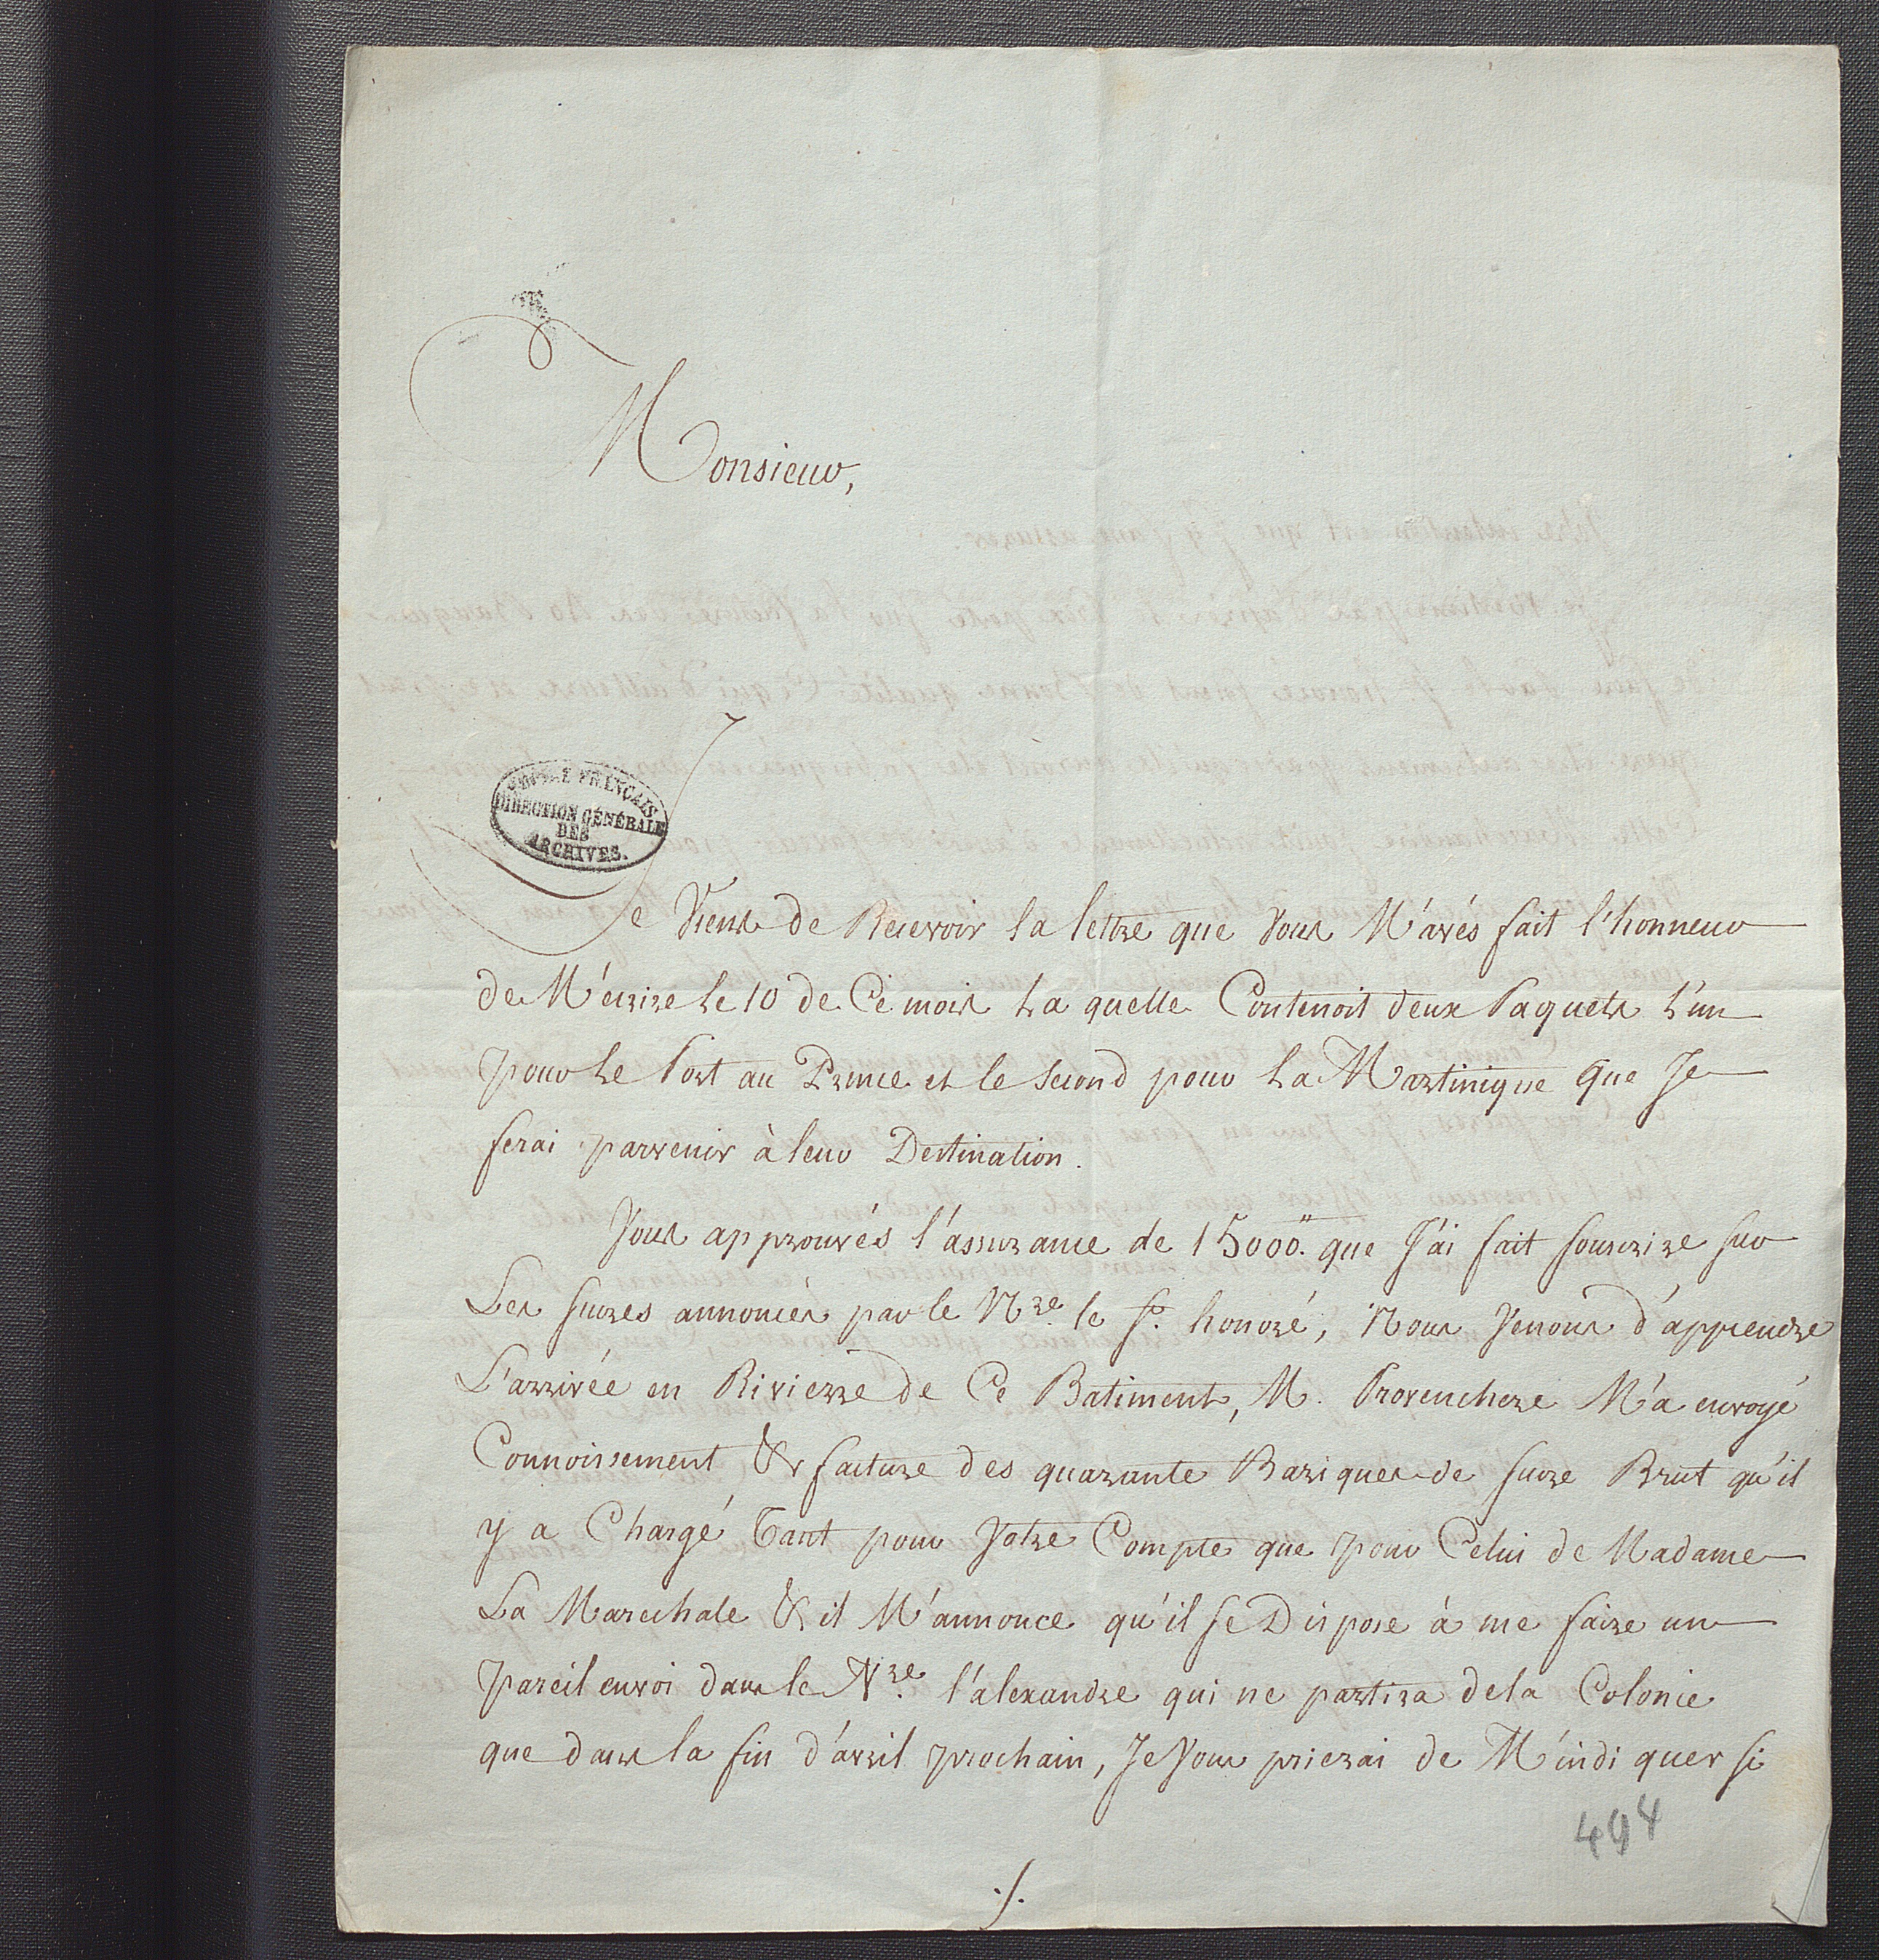 Monsieur,
EMPIRE FRANÇAIS
DIRECTION GÉNÉRALE
DES
ARCHIVES.
Je Viens de Recevoir la lettre que Vous M'avés fait l'honneur
de M'écrire le 10 de Ce mois La quelle Contenoit deux Paquets L'un
pour le Port au Prince et le second pour La Martinique que Je
ferai parvenir à leur Destination.
Vous approuvés l'assurance de 15000.ᵗᵗ que J'ai fait souscrire sur
Les sucres annoncés par le N.re le S.t honoré, Nous Venons d'apprendre
L'arrivée en Rivierre de Ce Batiment, M. Provenchere M'a envoyé
Connoissement & facture des quarante Bariques de sucre Brut qu'il
y a Chargé Tant pour Votre Compte que pour Celui de Madame
La Marechale & il M'annonce qu'il se Dispose à me faire un
pareil envoi dans le N.re l'alexandre qui ne partira dela Colonie
que dans la fin d'avril prochain, Je Vous prierai de M'indiquer si
494
./.